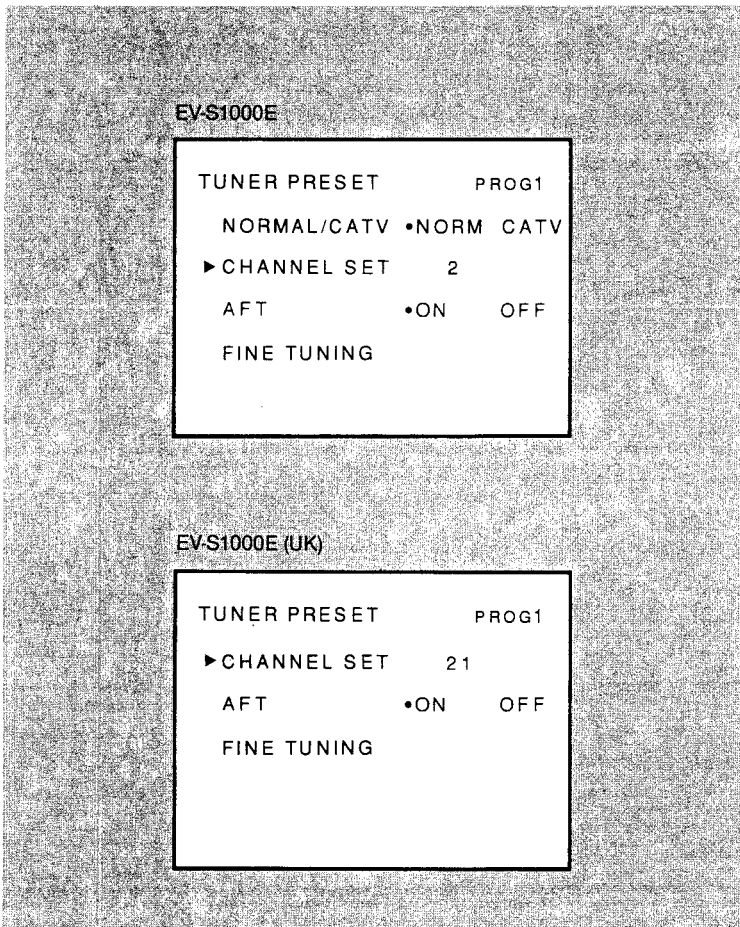 EV-S1000E
TUNER PRESET PROG1
NORMAL/CATV •NORM CATV
►CHANNEL SET 2
AFT •ON OFF
FINE TUNING
EV-S1000E (UK)
TUNER PRESET PROG1
►CHANNEL SET 21
AFT •ON OFF
FINE TUNING